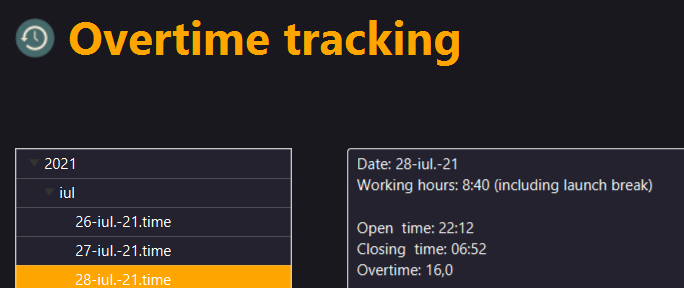 Overtime tracking
2021
iul
26-iul.-21.time
27-iul.-21.time
28-iul.-21.time
Date: 28-iul.-21
Working hours: 8:40 (including launch break)
Open  time: 22:12
Closing  time: 06:52
Overtime: 16,0